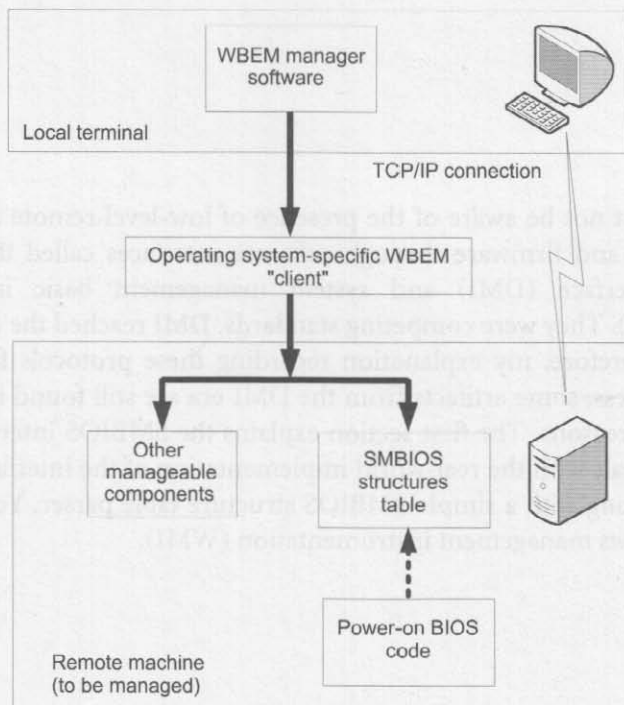 WBEM manager
software
Local terminal
TCP/IP connection
Operating system-specific WBEM
"client"
Other
manageable
components
SMBIOS
structures
table
Power-on BIOS
code
Remote machine
(to be managed)